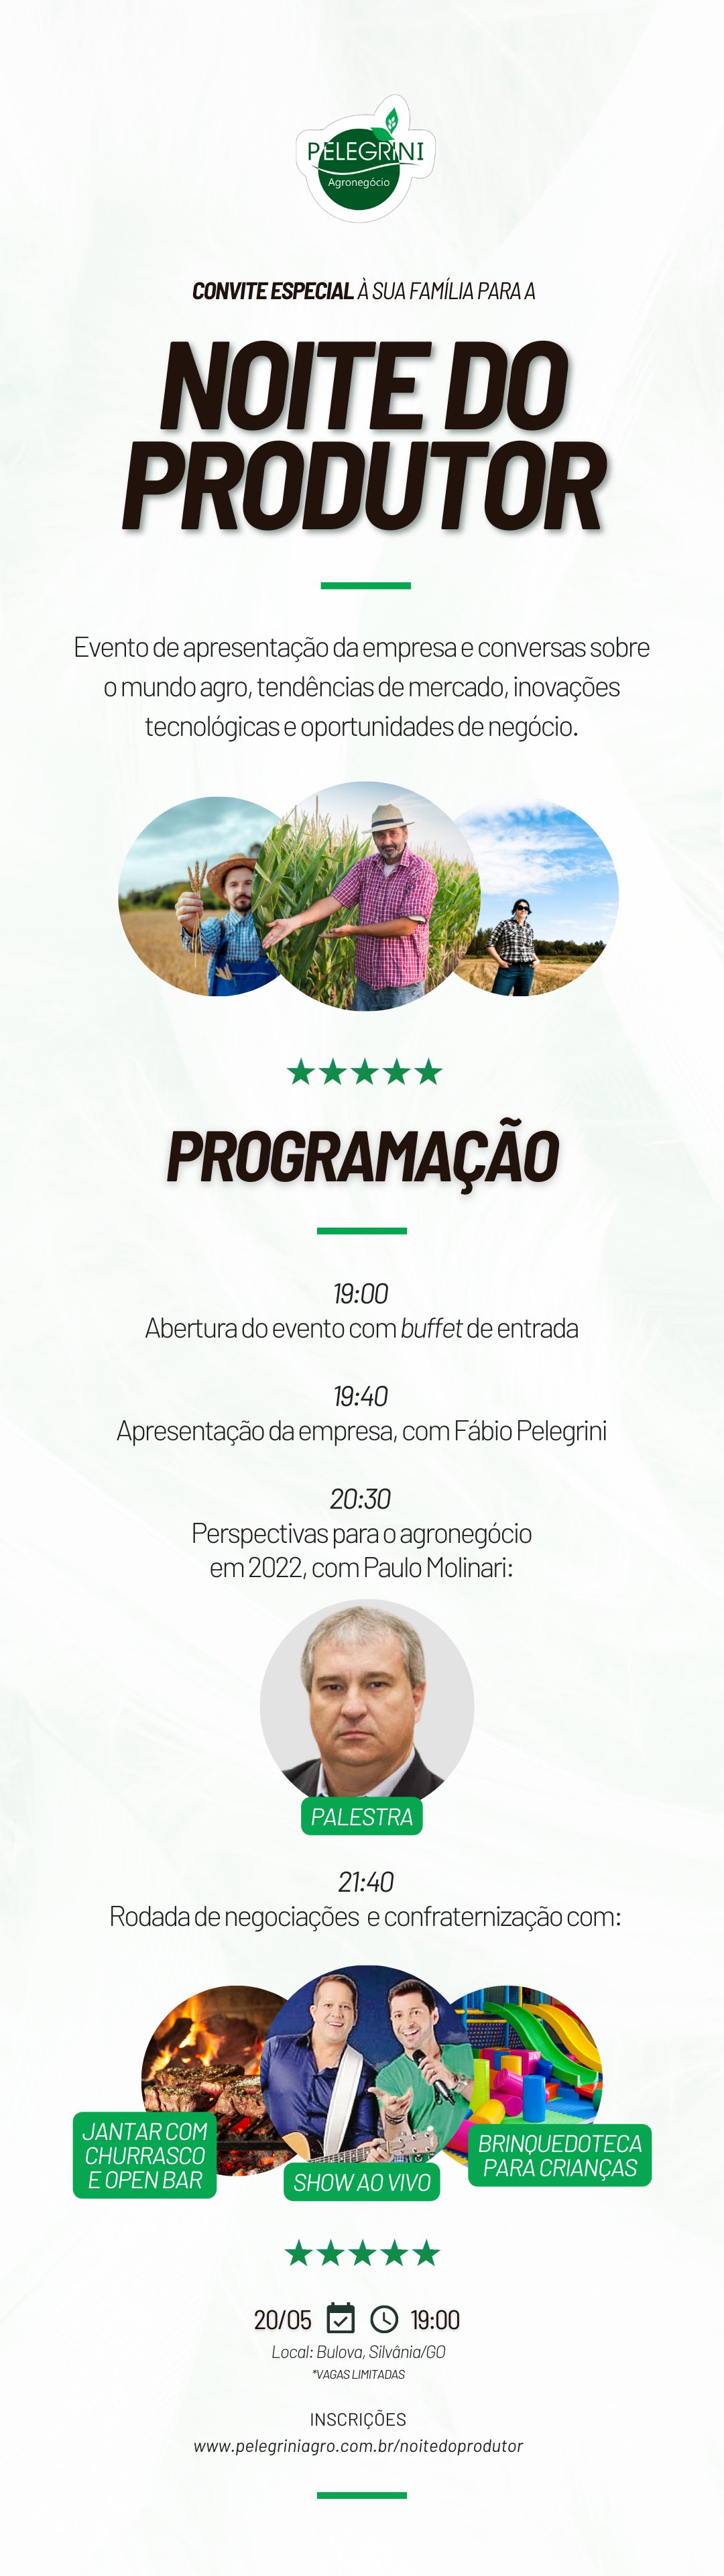 PELEGRINI
Agronegócio
CONVITE ESPECIAL À SUA FAMÍLIA PARA A
NOITE DO
PRODUTOR
Evento de apresentação da empresa e conversas sobre
o mundo agro, tendências de mercado, inovações
tecnológicas e oportunidades de negócio.
PROGRAMAÇÃO
19:00
Abertura do evento com buffet de entrada
19:40
Apresentação da empresa, com Fábio Pelegrini
20:30
Perspectivas para o agronegócio
em 2022, com Paulo Molinari:
PALESTRA
21:40
Rodada de negociações e confraternização com:
JANTAR COM
CHURRASCO
E OPEN BAR
SHOW AO VIVO
BRINQUEDOTECA
PARA CRIANÇAS
20/05 19:00
Local: Bulova, Silvânia/GO
*VAGAS LIMITADAS
INSCRIÇÕES
www.pelegriniagro.com.br/noitedoprodutor